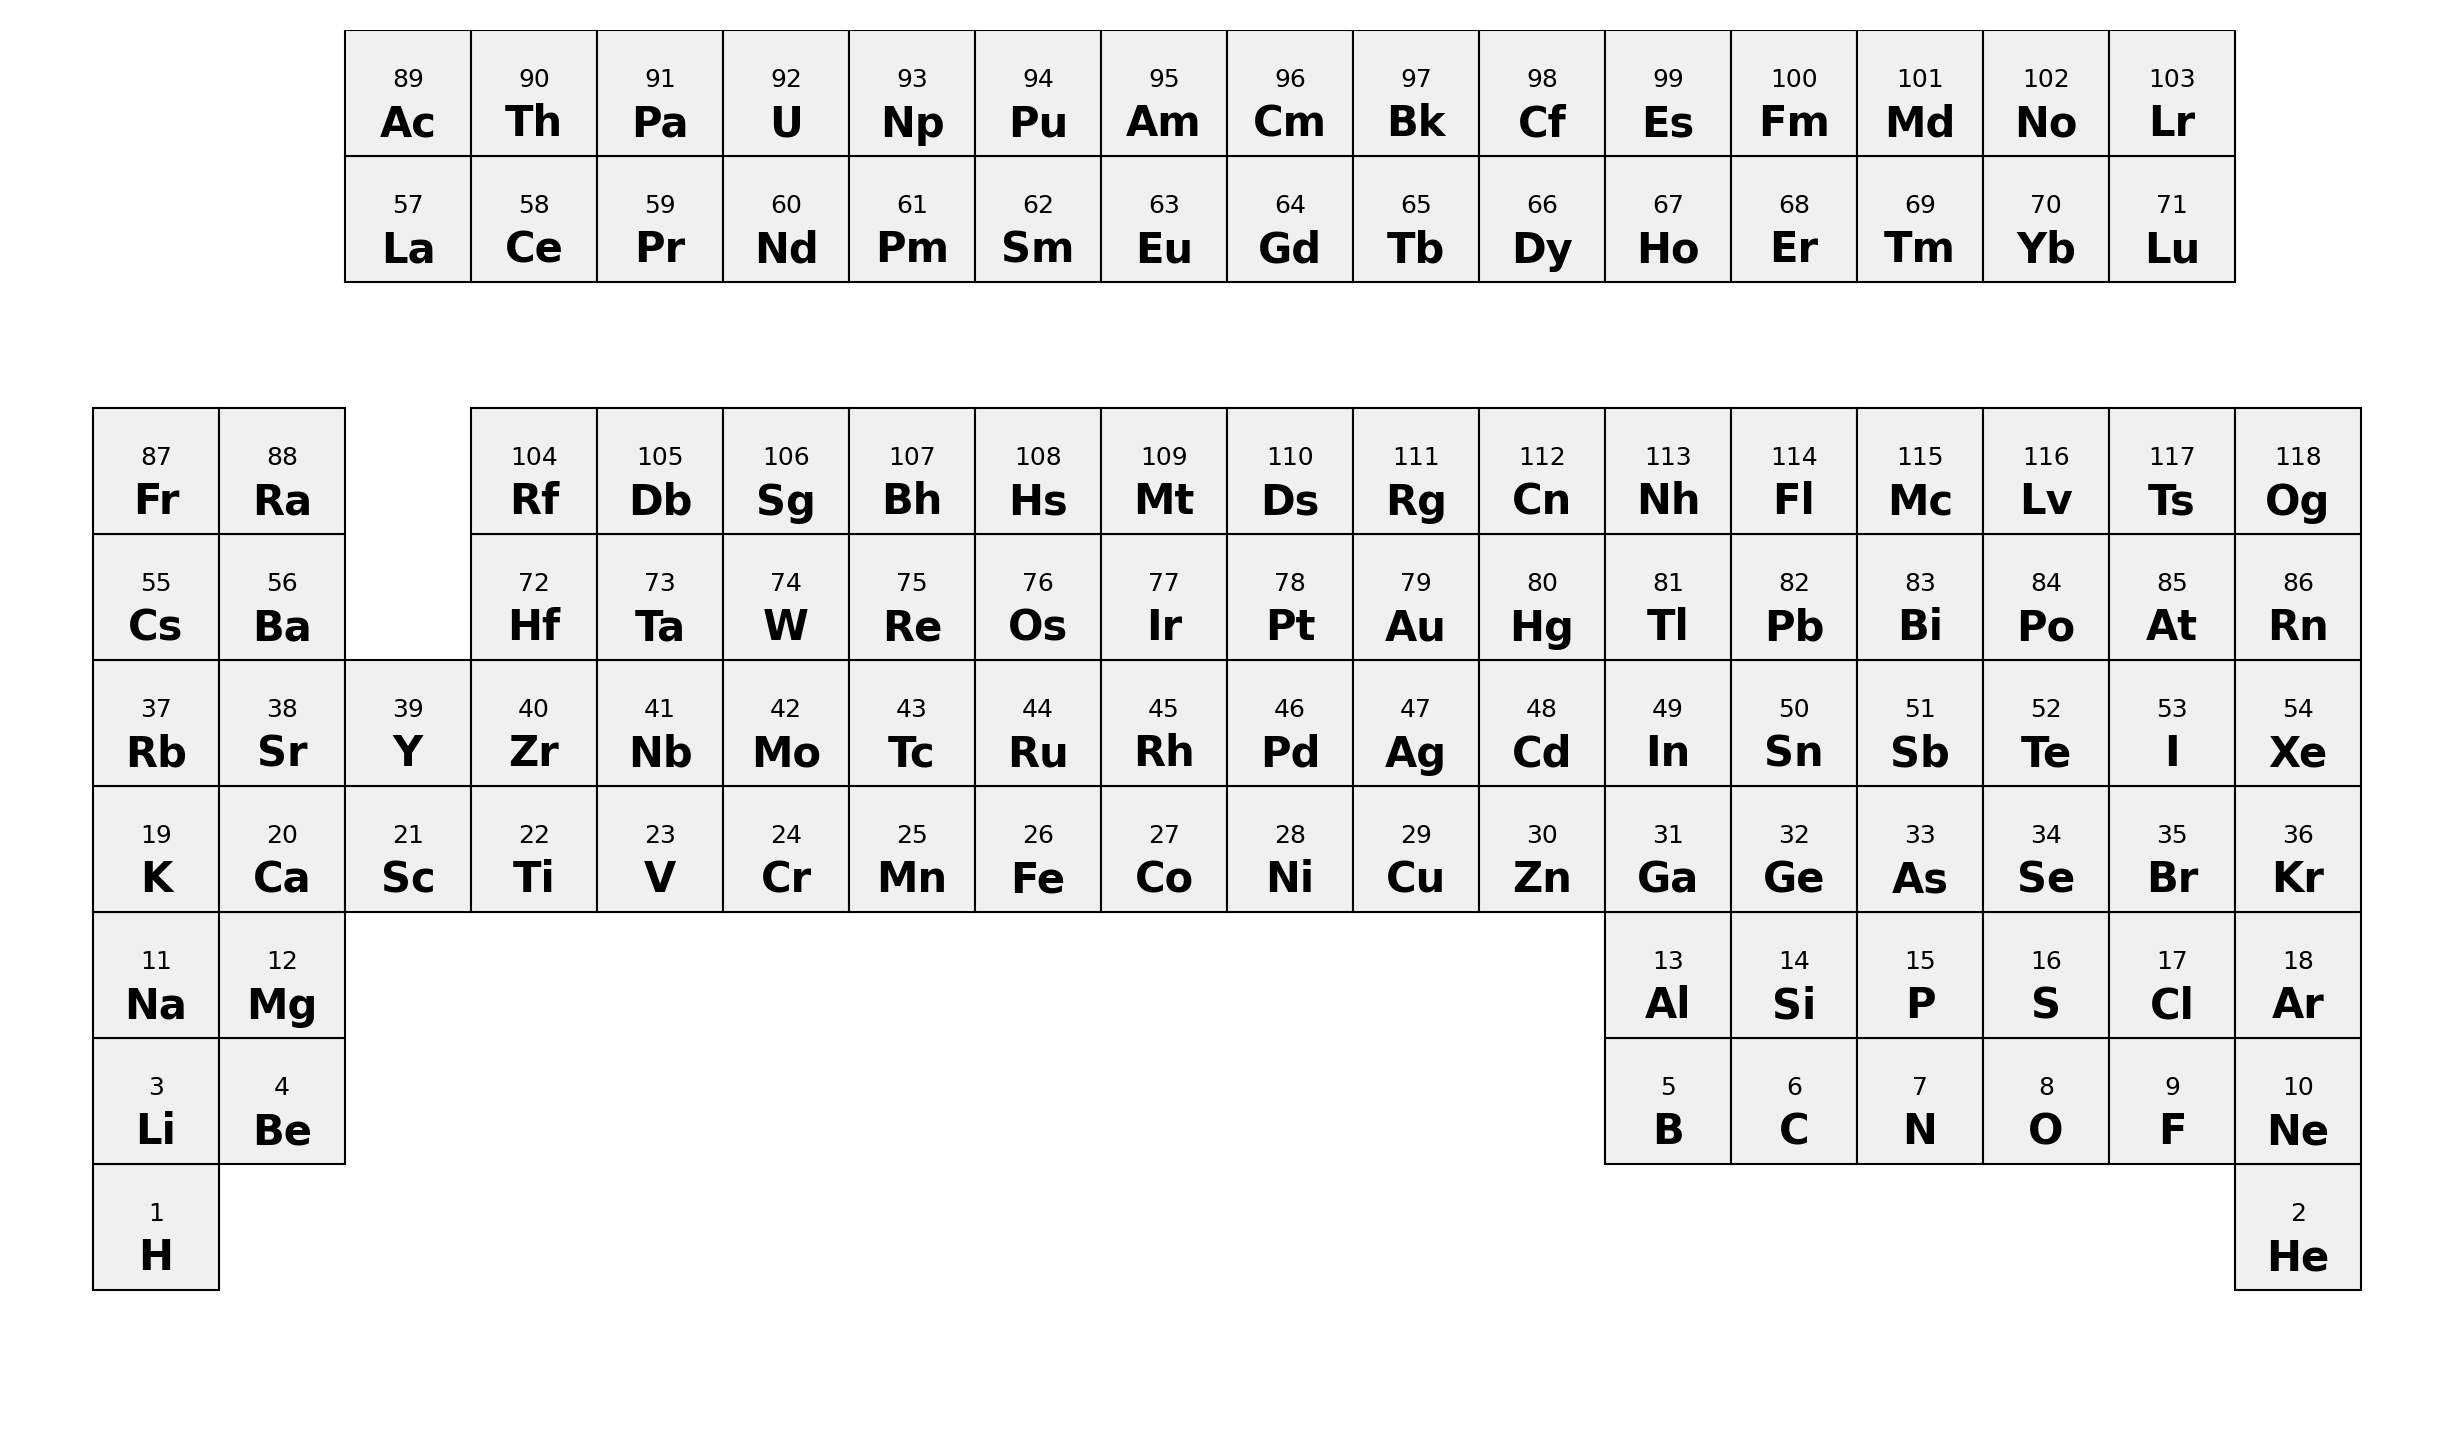 89 90 91 92 93 94 95 96 97 98 99 100 101 102 103
Ac Th Pa U Np Pu Am Cm Bk Cf Es Fm Md No Lr
57 58 59 60 61 62 63 64 65 66 67 68 69 70 71
La Ce Pr Nd Pm Sm Eu Gd Tb Dy Ho Er Tm Yb Lu
87 88 104 105 106 107 108 109 110 111 112 113 114 115 116 117 118
Fr Ra Rf Db Sg Bh Hs Mt Ds Rg Cn Nh Fl Mc Lv Ts Og
55 56 72 73 74 75 76 77 78 79 80 81 82 83 84 85 86
Cs Ba Hf Ta W Re Os Ir Pt Au Hg Tl Pb Bi Po At Rn
37 38 39 40 41 42 43 44 45 46 47 48 49 50 51 52 53 54
Rb Sr Y Zr Nb Mo Tc Ru Rh Pd Ag Cd In Sn Sb Te I Xe
19 20 21 22 23 24 25 26 27 28 29 30 31 32 33 34 35 36
K Ca Sc Ti V Cr Mn Fe Co Ni Cu Zn Ga Ge As Se Br Kr
11 12 13 14 15 16 17 18
Na Mg Al Si P S Cl Ar
3 4 5 6 7 8 9 10
Li Be B C N O F Ne
1 2
H He